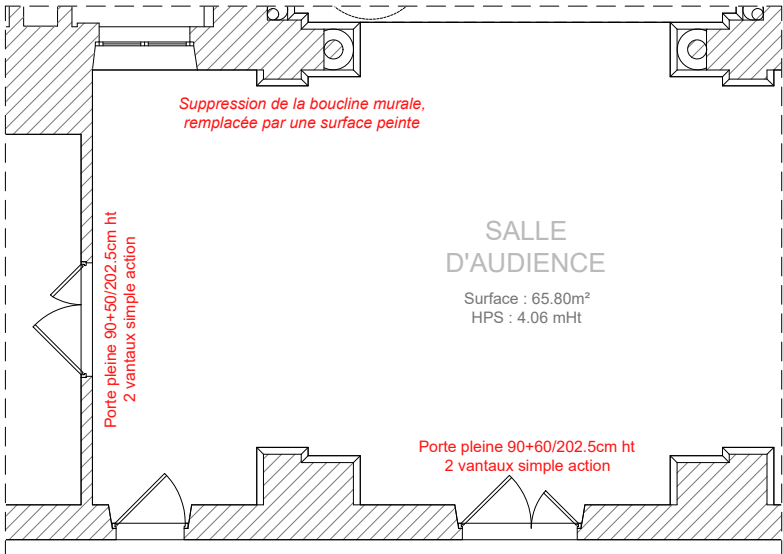 Suppression de la boucline murale,
remplacée par une surface peinte
Porte pleine 90+50/202.5cm ht
2 vantaux simple action
SALLE
D'AUDIENCE
Surface : 65.80m²
HPS : 4.06 mHt
Porte pleine 90+60/202.5cm ht
2 vantaux simple action